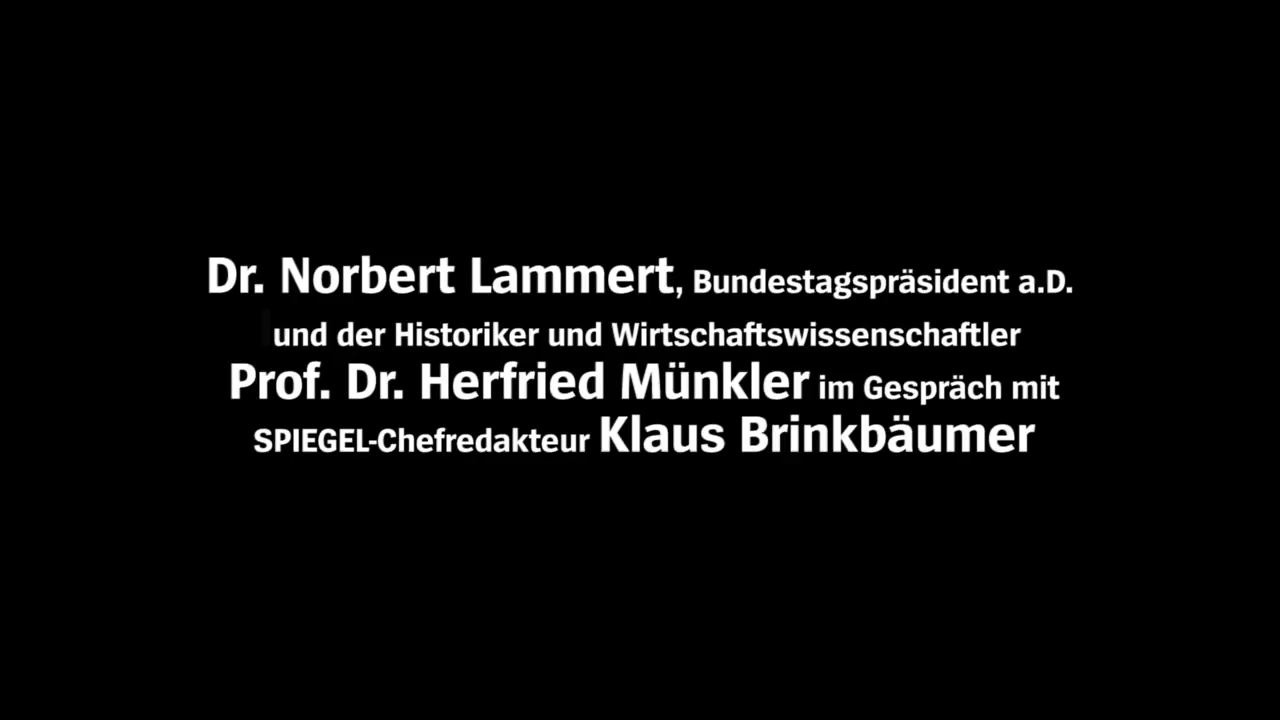 Dr. Norbert Lammert, Bundestagspräsident a.D.
und der Historiker und Wirtschaftswissenschaftler
Prof. Dr. Herfried Münkler im Gespräch mit
SPIEGEL-Chefredakteur Klaus Brinkbäumer